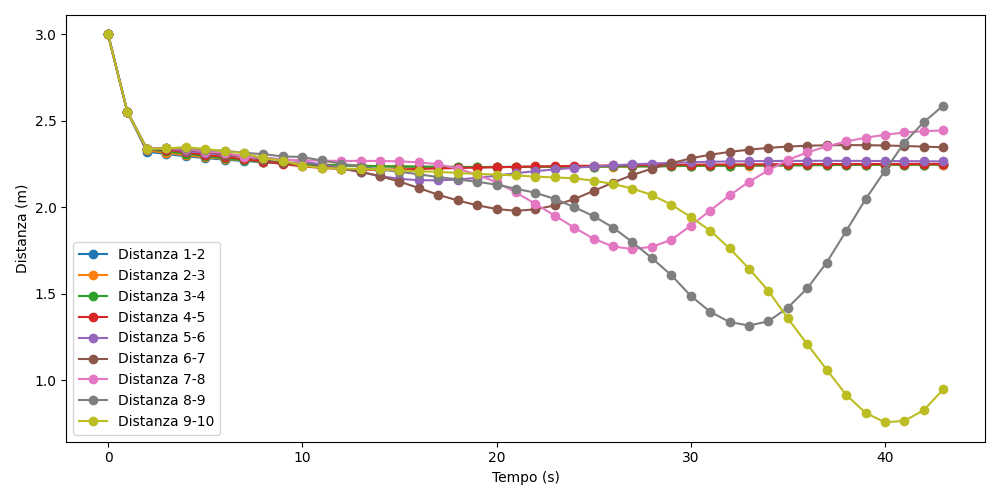 3.0
2.5
2.0
1.5
1.0
Distanza (m)
Distanza 1-2
Distanza 2-3
Distanza 3-4
Distanza 4-5
Distanza 5-6
Distanza 6-7
Distanza 7-8
Distanza 8-9
Distanza 9-10
0 10 20 30 40
Tempo (s)